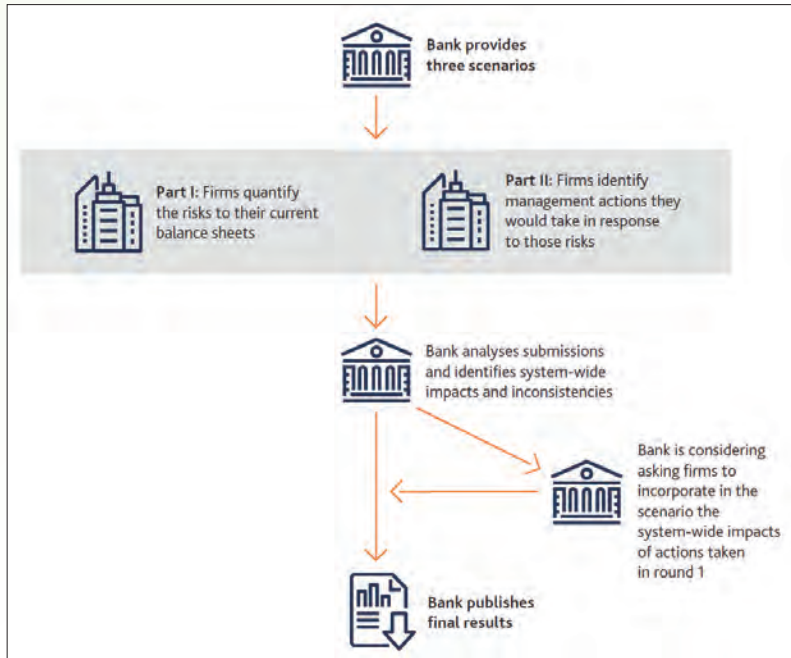 Bank provides
three scenarios
Part I: Firms quantify
the risks to their current
balance sheets
Part II: Firms identify
management actions they
would take in response
to those risks
Bank analyses submissions
and identifies system-wide
impacts and inconsistencies
Bank is considering
asking firms to
incorporate in the
scenario the
system-wide impacts
of actions taken
in round 1
Bank publishes
final results